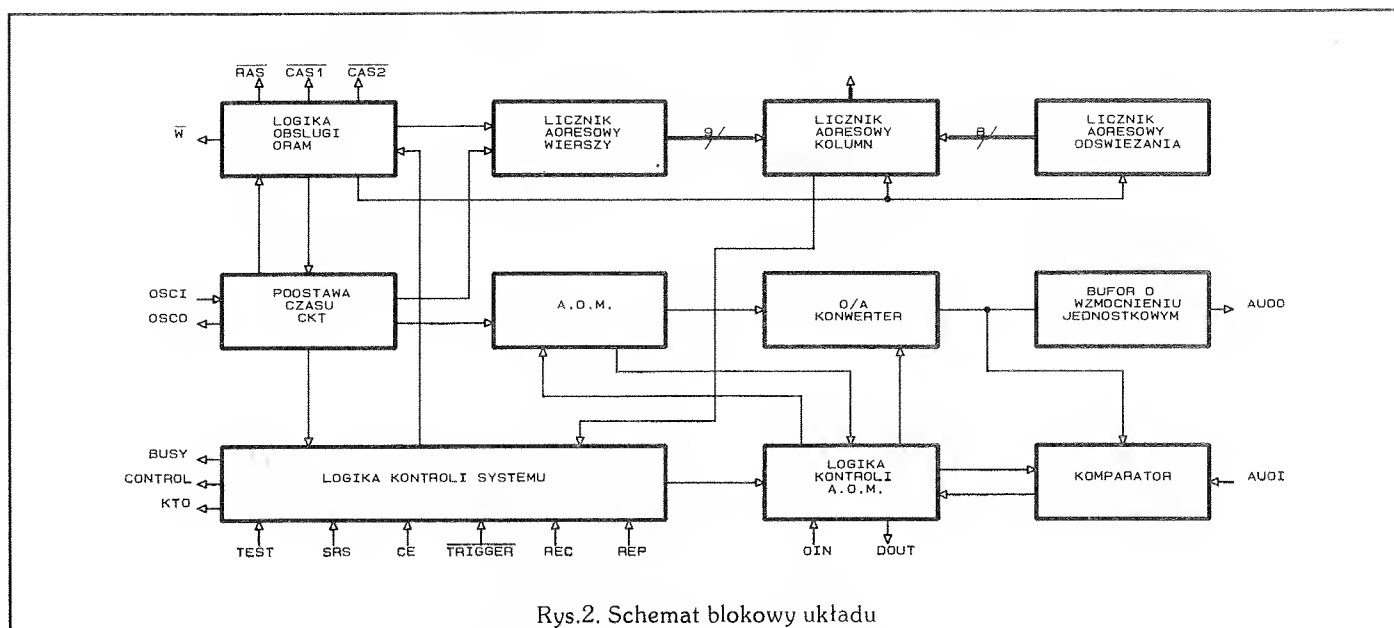 RAS CAS1 CAS2
W
LOGIKA
OBSLUGI
DRAM
LICZNIK
ADRESOWY
WIERSZY
9/
LICZNIK
ADRESOWY
KOLUMN
8/
LICZNIK
ADRESOWY
ODSWIEZANIA
OSCI
OSCO
PODSTAWA
CZASU
CKT
A.D.M.
D/A
KONWERTER
BUFOR O
WZMOCNIENIU
JEDNOSTKOWYM
AUDO
BUSY
CONTROL
KTO
LOGIKA KONTROLI SYSTEMU
LOGIKA
KONTROLI
A.D.M.
KOMPARATOR
AUDI
TEST SRS CE TRIGGER REC REP DIN DOUT
Rys.2. Schemat blokowy układu